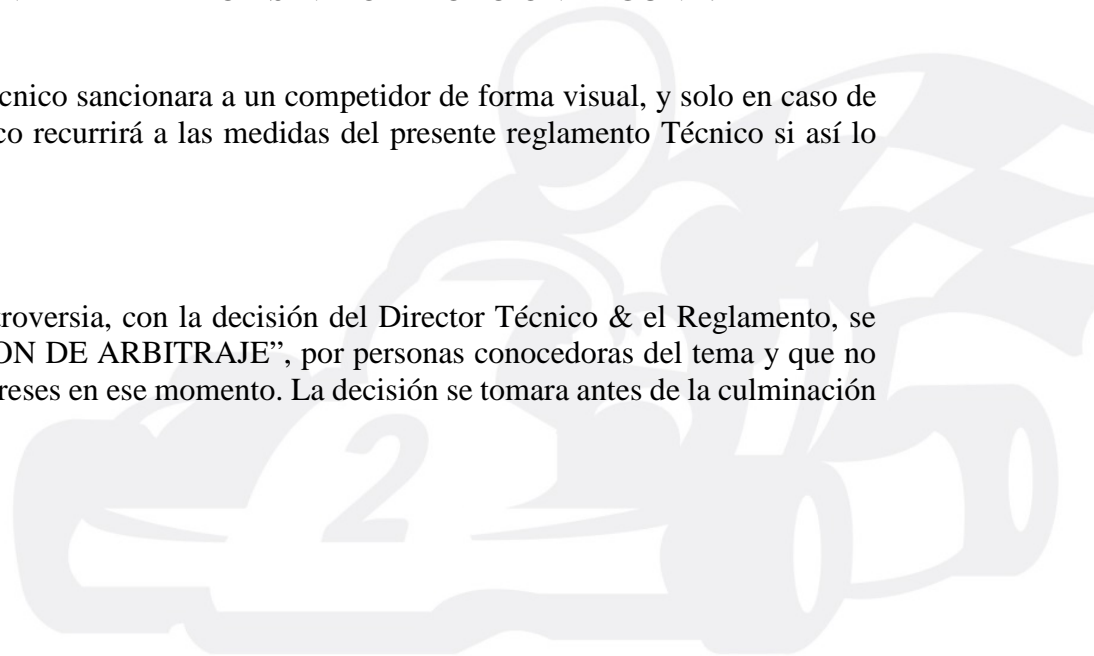 cnico sancionara a un competidor de forma visual, y solo en caso de
co recurrirá a las medidas del presente reglamento Técnico si así lo
troversia, con la decisión del Director Técnico & el Reglamento, se
ON DE ARBITRAJE”, por personas conocedoras del tema y que no
reses en ese momento. La decisión se tomara antes de la culminación
2